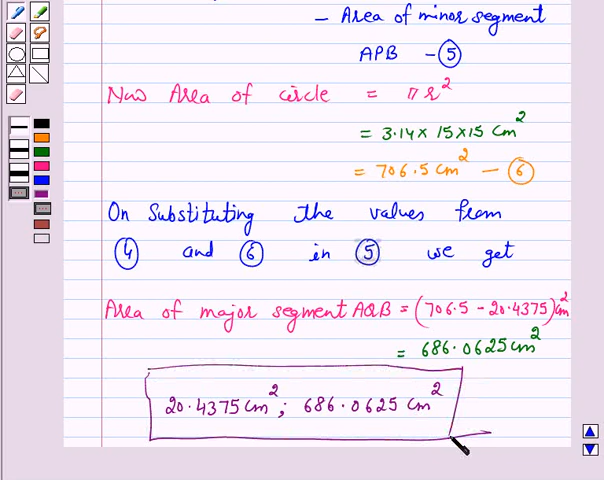 - Area of minor segment
APB - ⑤
Now Area of circle = πr²
= 3.14 x 15 x 15 cm²
= 706.5 cm² - ⑥
On Substituting the values from
④ and ⑥ in ⑤ we get
Area of major segment AQB = (706.5 - 20.4375) cm²
= 686.0625 cm²
20.4375 cm² ; 686.0625 cm²